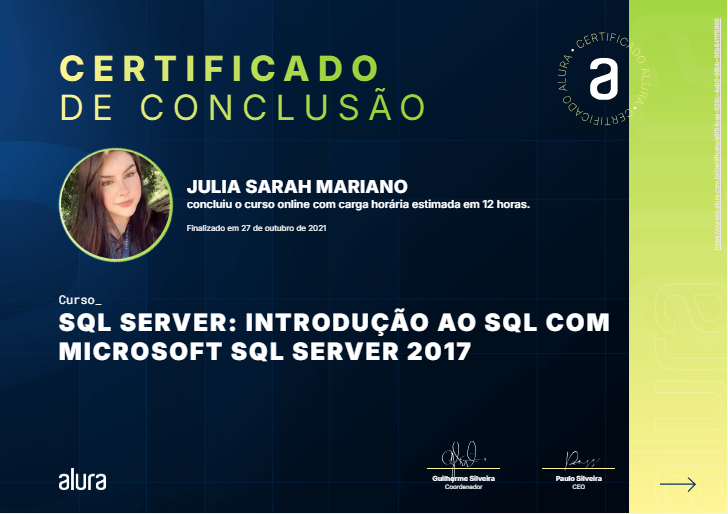 CERTIFICADO
DE CONCLUSÃO
CERTIFICADO ALURA • CERTIFICADO ALURA •
a
JULIA SARAH MARIANO
concluiu o curso online com carga horária estimada em 12 horas.
Finalizado em 27 de outubro de 2021
Curso_
SQL SERVER: INTRODUÇÃO AO SQL COM
MICROSOFT SQL SERVER 2017
alura
Guilherme Silveira
Coordenador
Paulo Silveira
CEO
alura